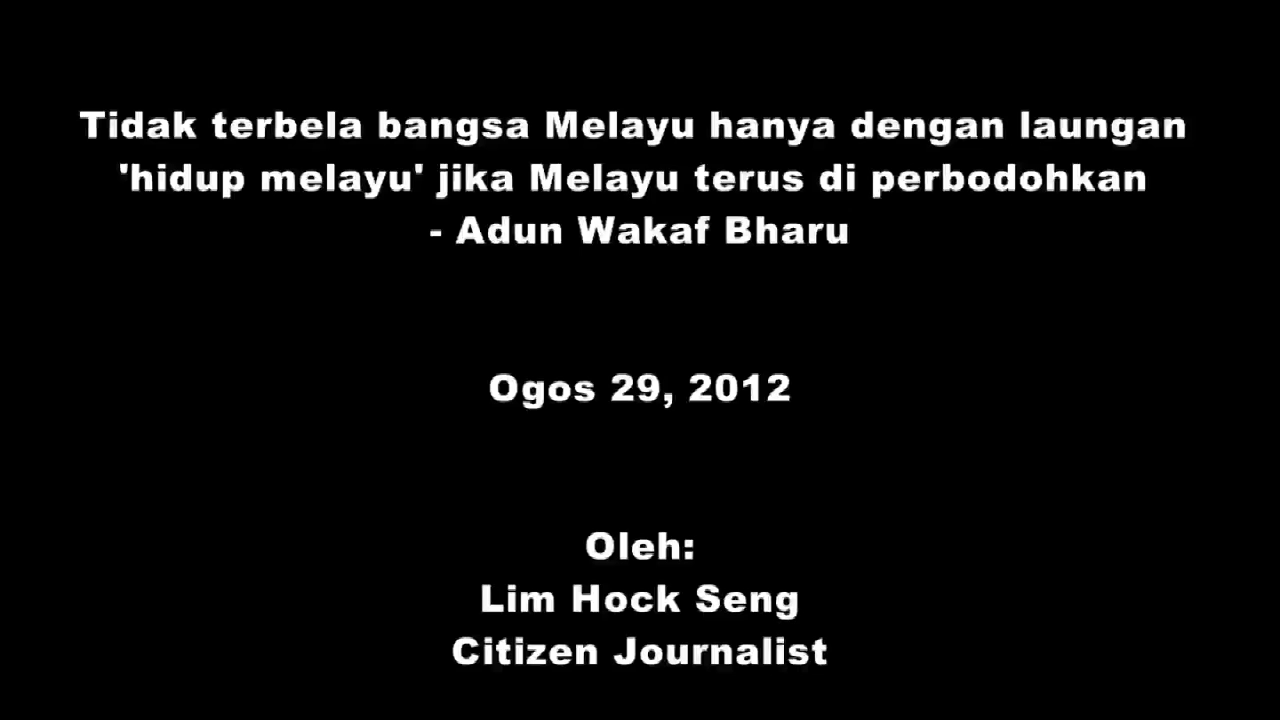 Tidak terbela bangsa Melayu hanya dengan laungan
'hidup melayu' jika Melayu terus di perbodohkan
- Adun Wakaf Bharu
Ogos 29, 2012
Oleh:
Lim Hock Seng
Citizen Journalist